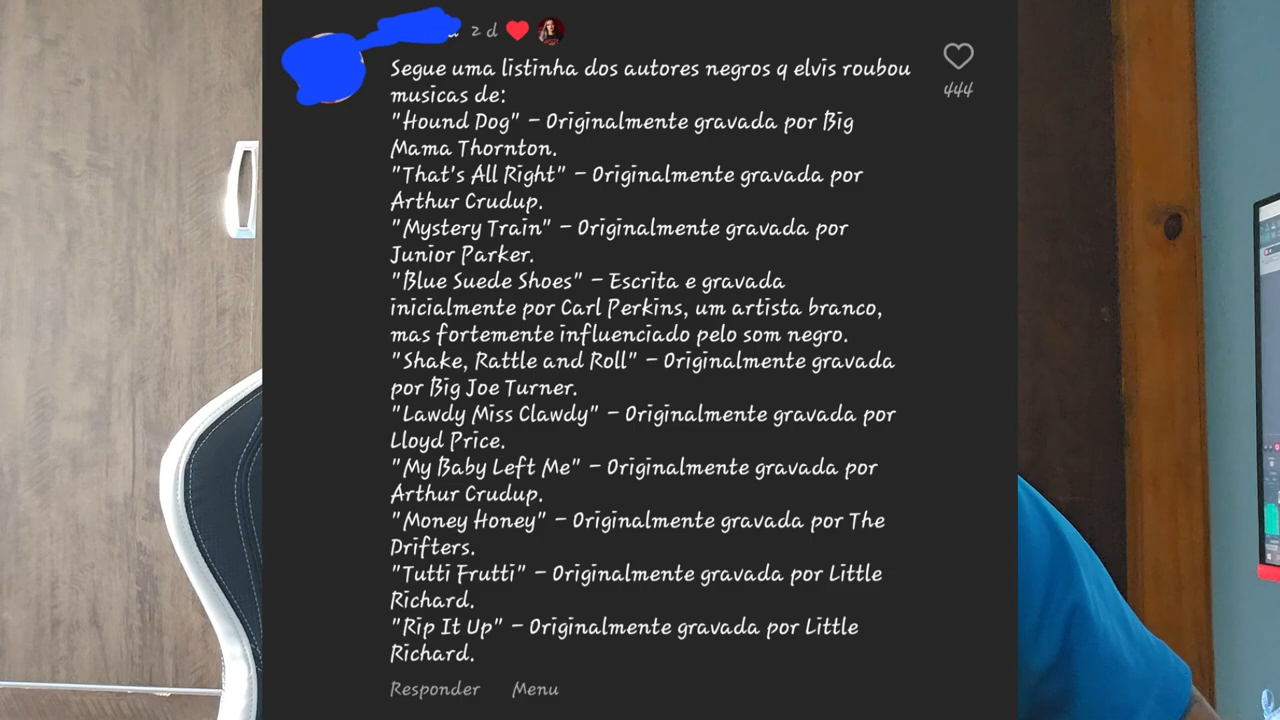 2 d
Segue uma listinha dos autores negros q elvis roubou
musicas de:
"Hound Dog" - Originalmente gravada por Big
Mama Thornton.
"That's All Right" - Originalmente gravada por
Arthur Crudup.
"Mystery Train" - Originalmente gravada por
Junior Parker.
"Blue Suede Shoes" - Escrita e gravada
inicialmente por Carl Perkins, um artista branco,
mas fortemente influenciado pelo som negro.
"Shake, Rattle and Roll" - Originalmente gravada
por Big Joe Turner.
"Lawdy Miss Clawdy" - Originalmente gravada por
Lloyd Price.
"My Baby Left Me" - Originalmente gravada por
Arthur Crudup.
"Money Honey" - Originalmente gravada por The
Drifters.
"Tutti Frutti" - Originalmente gravada por Little
Richard.
"Rip It Up" - Originalmente gravada por Little
Richard.
444
Responder Menu